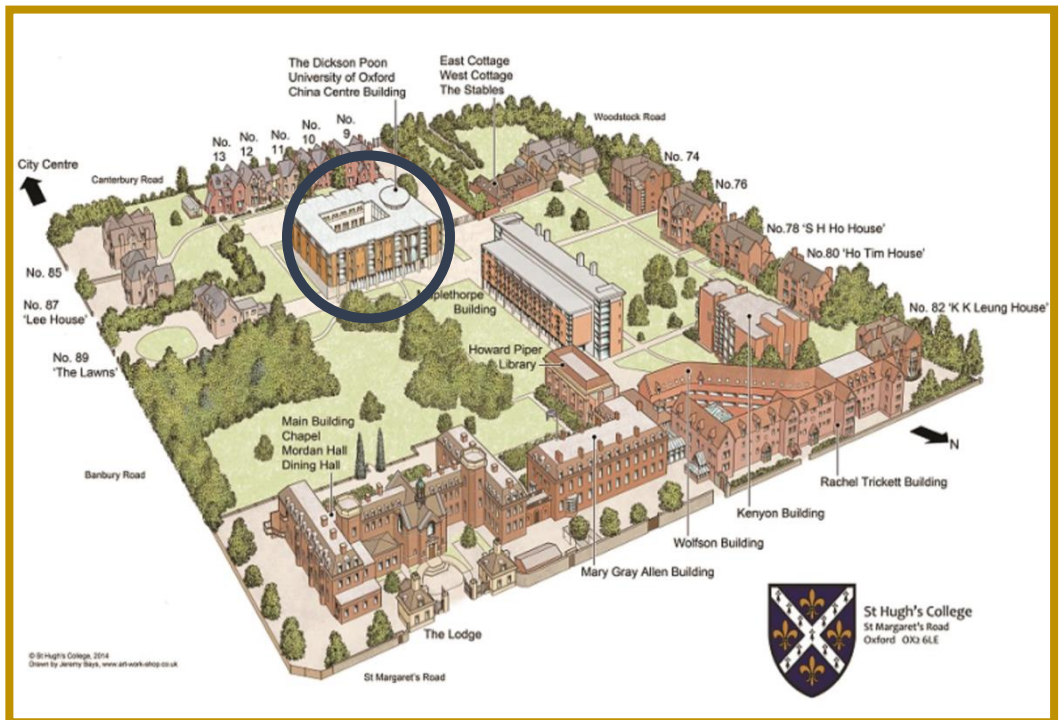 The Dickson Poon
University of Oxford
China Centre Building
East Cottage
West Cottage
The Stables
Woodstock Road
No.
9
No.
10
No.
11
No.
12
No.
13
City Centre
Canterbury Road
No. 74
No.76
No.78 'S H Ho House'
No.80 'Ho Tim House'
No. 82 'K K Leung House'
No. 85
No. 87
'Lee House'
No. 89
'The Lawns'
Building
Howard Piper
Library
Main Building
Chapel
Mordan Hall
Dining Hall
Banbury Road
N
Rachel Trickett Building
Kenyon Building
Wolfson Building
Mary Gray Allen Building
The Lodge
St Margaret's Road
St Hugh's College
St Margaret's Road
Oxford OX2 6LE
© St Hugh's College, 2014
Drawn by Jeremy Bays, www.art-work-shop.co.uk